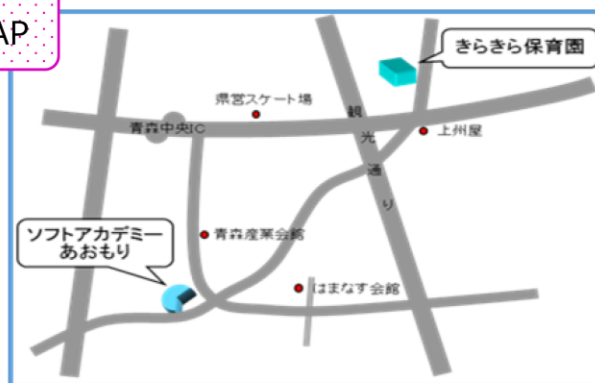 AP
きらきら保育園
県営スケート場
観光通り
青森中央IC
上州屋
ソフトアカデミー
あおもり
青森産業会館
はまなす会館